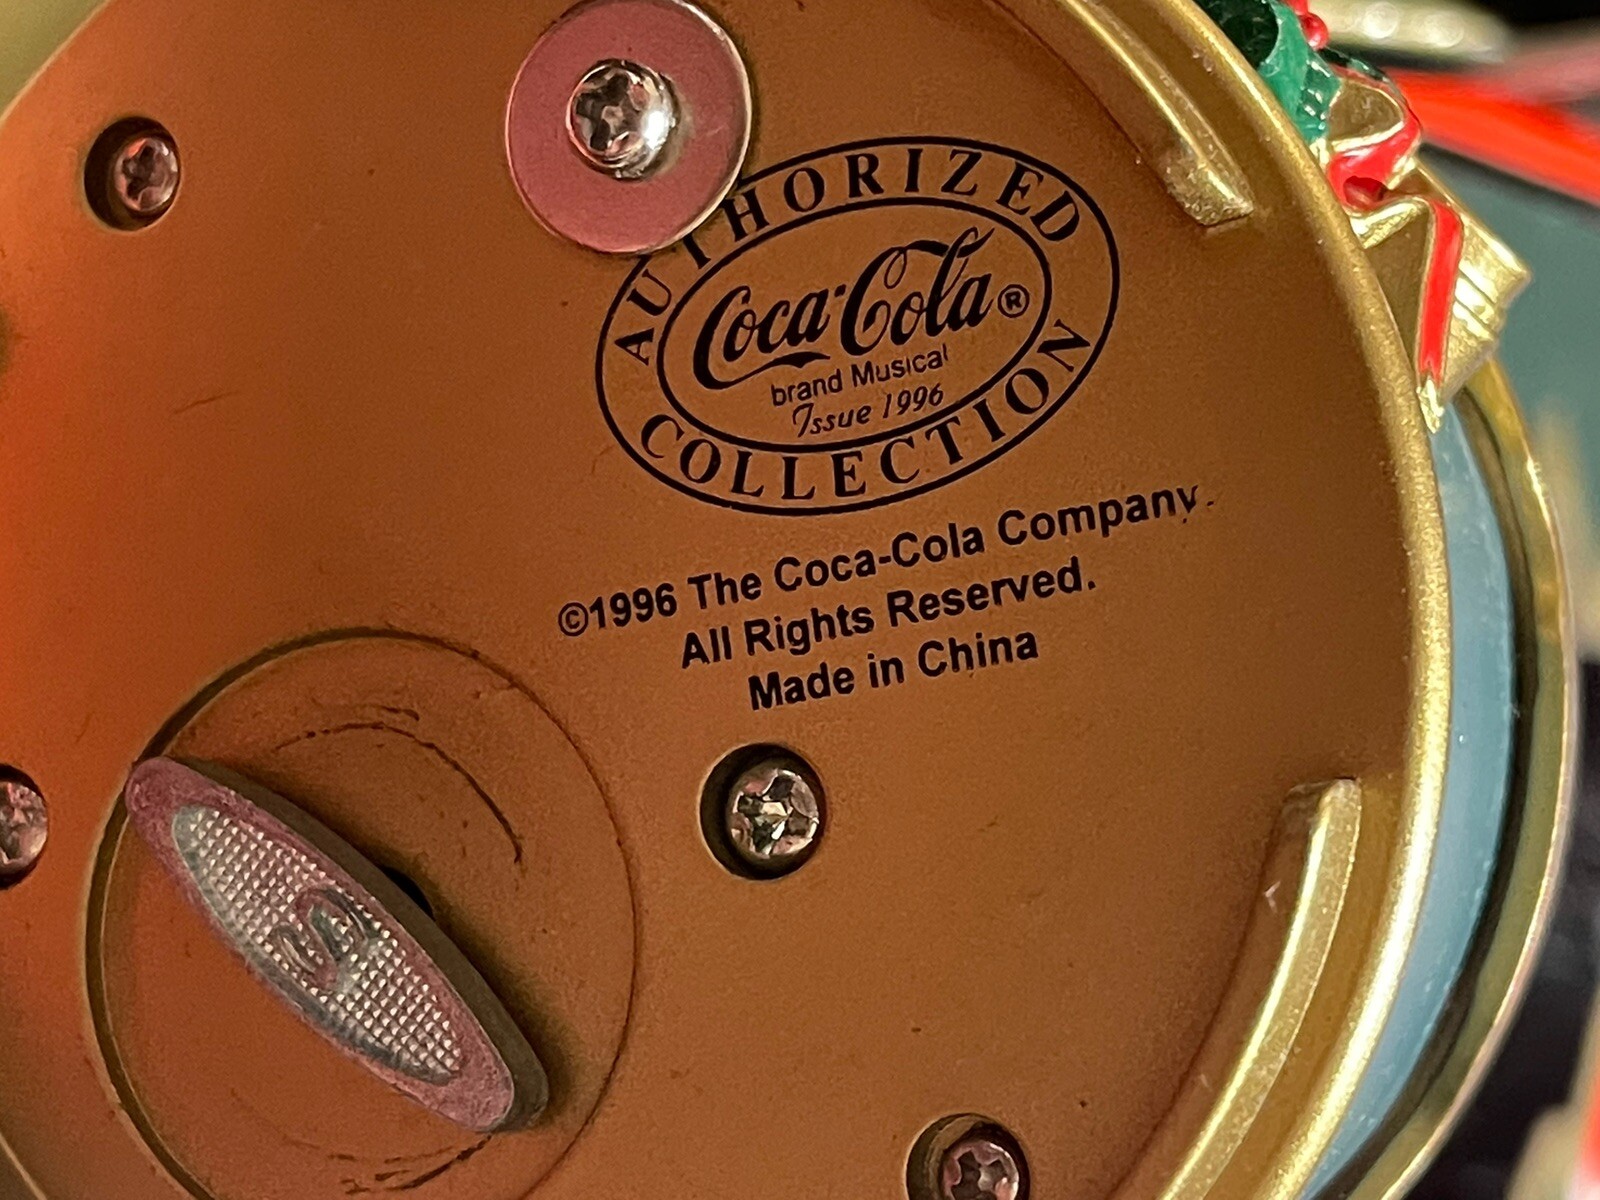 AUTHORIZED
Coca-Cola®
brand Musical
Issue 1996
COLLECTION
©1996 The Coca-Cola Company.
All Rights Reserved.
Made in China